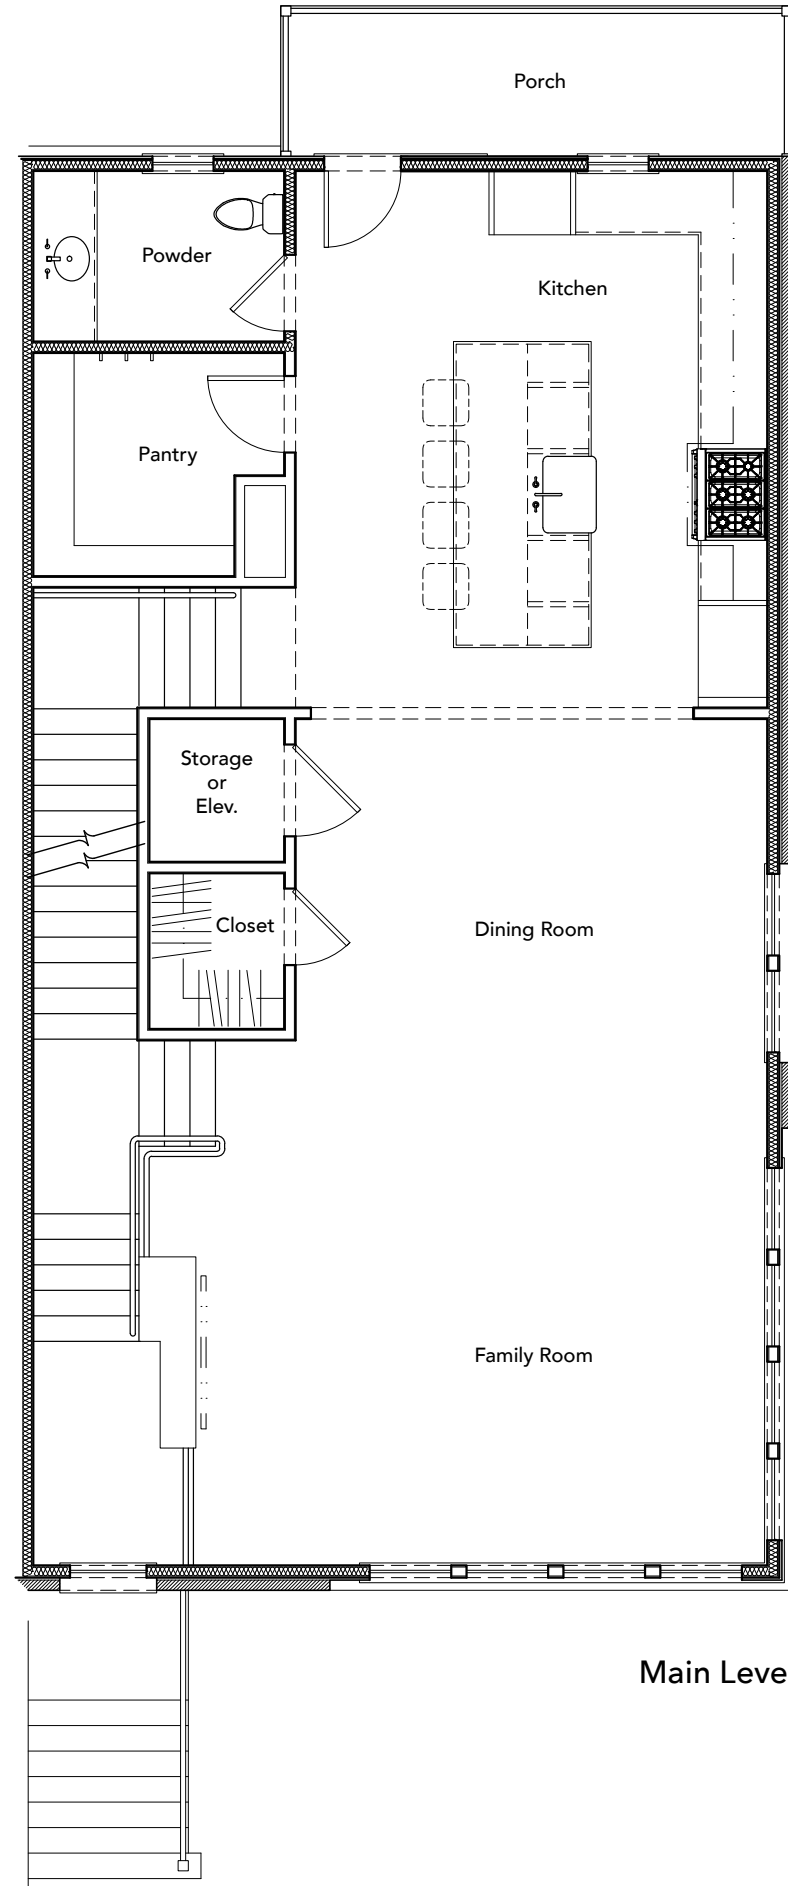 Porch
Powder
Kitchen
Pantry
Storage
or
Elev.
Closet
Dining Room
Family Room
Main Leve